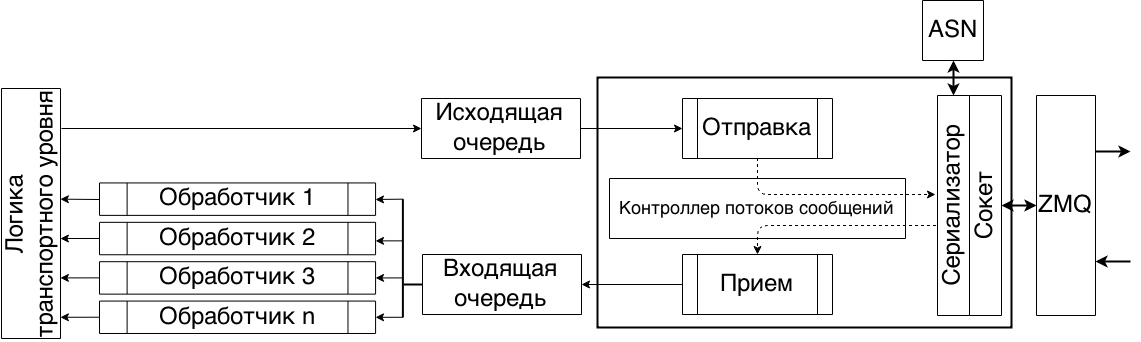 ASN
Логика
транспортного уровня
Исходящая
очередь
Отправка
Обработчик 1
Обработчик 2
Обработчик 3
Обработчик n
Контроллер потоков сообщений
Входящая
очередь
Прием
Сериализатор
Сокет
ZMQ